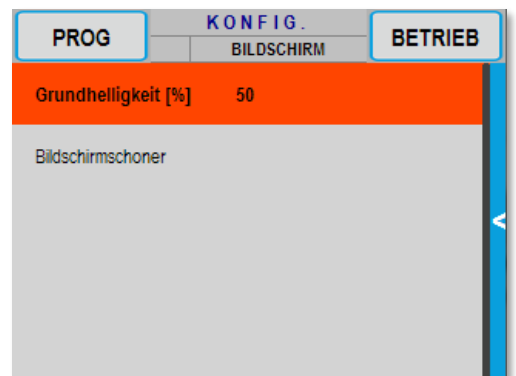 PROG
KONFIG.
BILDSCHIRM
BETRIEB
Grundhelligkeit [%] 50
Bildschirmschoner
<